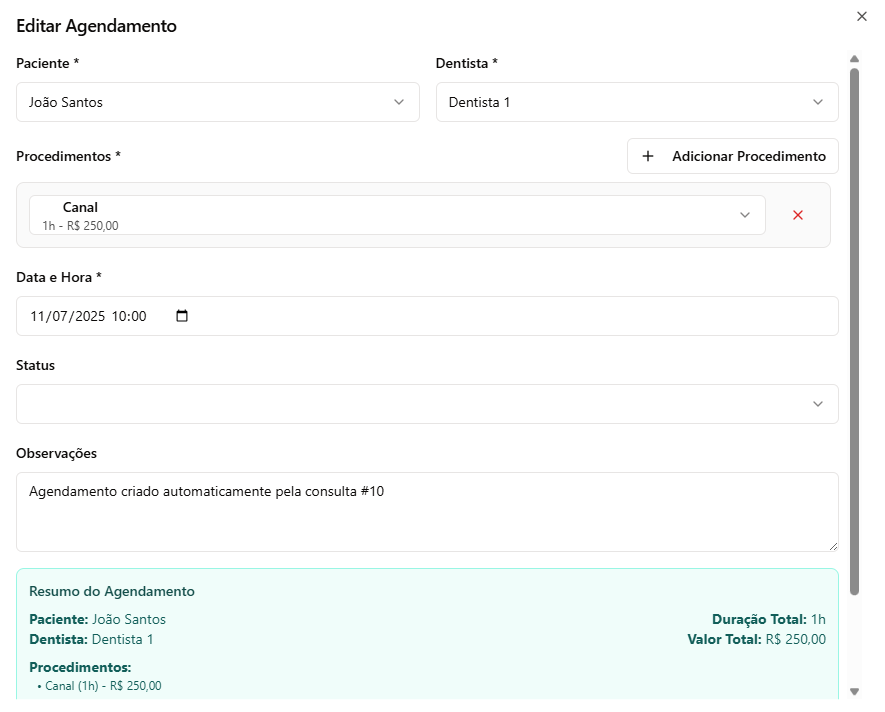 Editar Agendamento
Paciente *
Dentista *
João Santos
Dentista 1
Procedimentos *
Adicionar Procedimento
Canal
1h - R$ 250,00
Data e Hora *
11/07/2025 10:00
Status
Observações
Agendamento criado automaticamente pela consulta #10
Resumo do Agendamento
Paciente: João Santos
Duração Total: 1h
Dentista: Dentista 1
Valor Total: R$ 250,00
Procedimentos:
• Canal (1h) - R$ 250,00